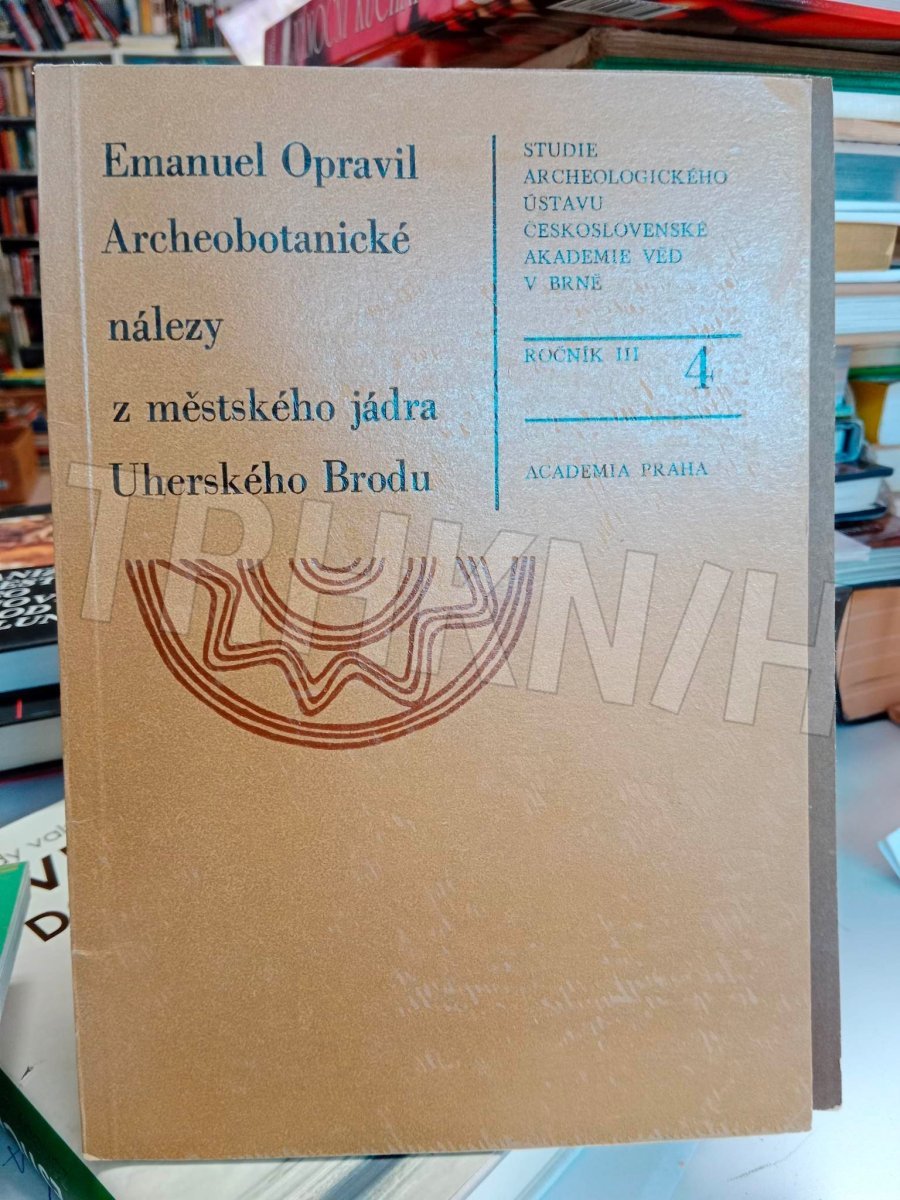 Emanuel Opravil
Archeobotanické
nálezy
z městského jádra
Uherského Brodu
STUDIE
ARCHEOLOGICKÉHO
ÚSTAVU
ČESKOSLOVENSKÉ
AKADEMIE VĚD
V BRNĚ
ROČNÍK III
4
ACADEMIA PRAHA
TRHKNIH